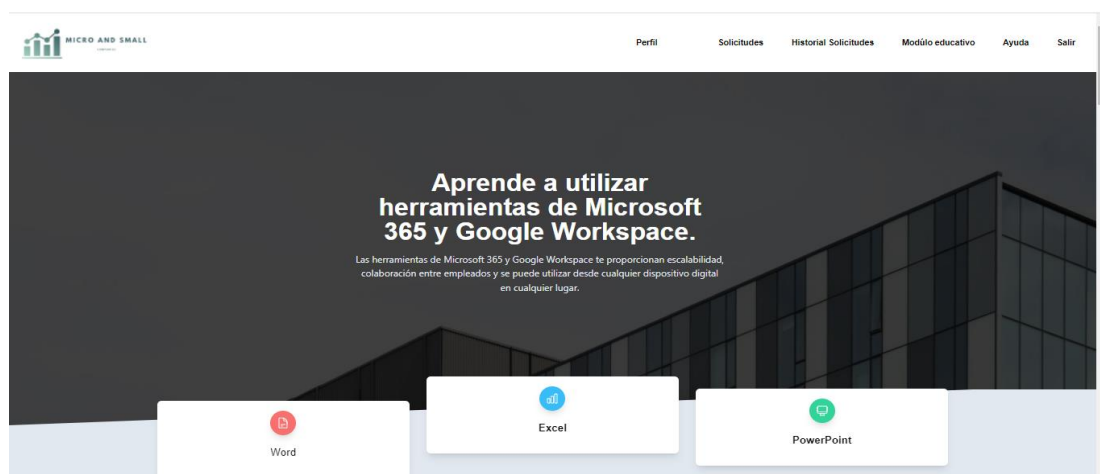 MICRO AND SMALL
Perfil Solicitudes Historial Solicitudes Modúlo educativo Ayuda Salir
Aprende a utilizar
herramientas de Microsoft
365 y Google Workspace.
Las herramientas de Microsoft 365 y Google Workspace te proporcionan escalabilidad,
colaboración entre empleados y se puede utilizar desde cualquier dispositivo digital
en cualquier lugar.
Word
Excel
PowerPoint